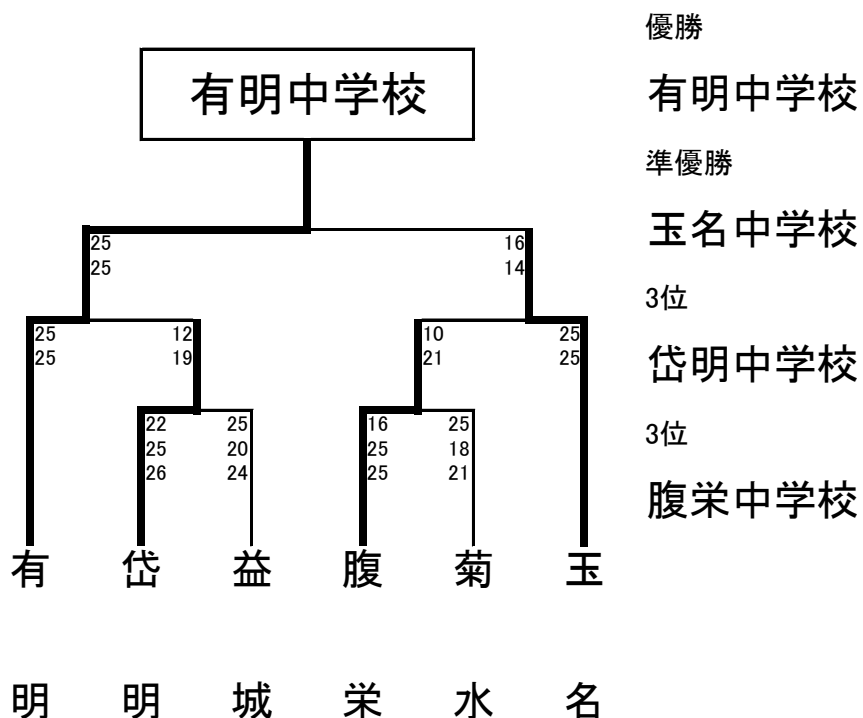 優勝
有明中学校
有明中学校
準優勝
玉名中学校
25 16
25 14
3位
25 12 10 25
25 19 21 25
岱明中学校
3位
22 25 16 25
25 20 25 18
26 24 25 21
腹栄中学校
有 岱 益 腹 菊 玉
明 明 城 栄 水 名